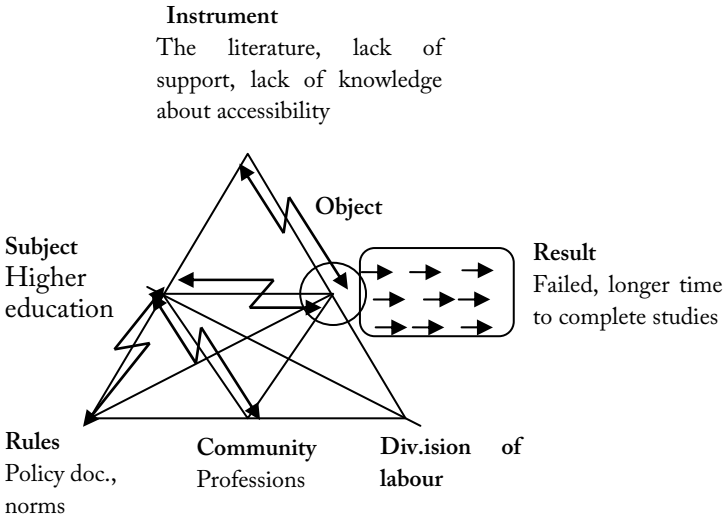 Instrument
The literature, lack of
support, lack of knowledge
about accessibility
Object
Subject
Higher
education
Result
Failed, longer time
to complete studies
Rules
Policy doc.,
norms
Community
Professions
Div.ision of
labour